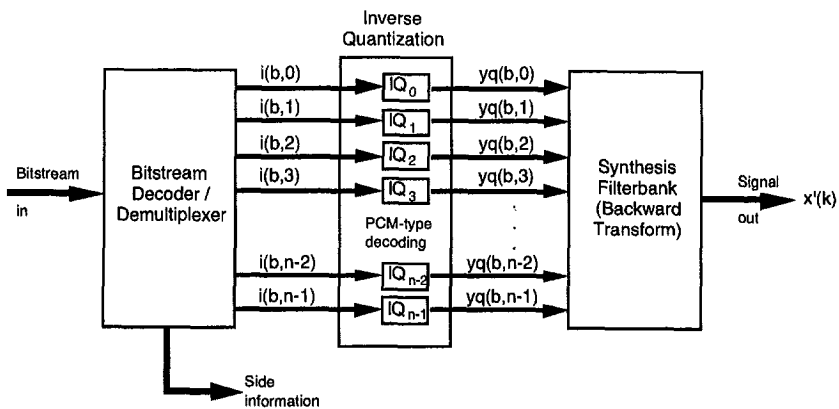 Inverse
Quantization
i(b,0)
IQ0
yq(b,0)
i(b,1)
IQ1
yq(b,1)
i(b,2)
IQ2
yq(b,2)
i(b,3)
IQ3
yq(b,3)
Bitstream
in
Bitstream
Decoder /
Demultiplexer
PCM-type
decoding
Synthesis
Filterbank
(Backward
Transform)
Signal
out
x'(k)
i(b,n-2)
IQn-2
yq(b,n-2)
i(b,n-1)
IQn-1
yq(b,n-1)
Side
information